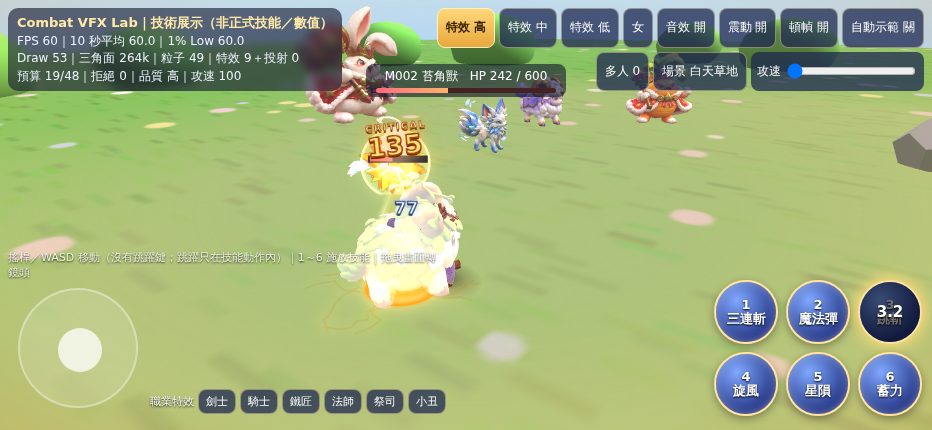 Combat VFX Lab｜技術展示（非正式技能／數值）
FPS 60｜10 秒平均 60.0｜1% Low 60.0
Draw 53｜三角面 264k｜粒子 49｜特效 9＋投射 0
預算 19/48｜拒絕 0｜品質 高｜攻速 100
特效 高
特效 中
特效 低
女
音效 開
震動 開
頓幀 開
自動示範 關
多人 0
場景 白天草地
攻速
M002 苔角獸 HP 242 / 600
CRITICAL
135
77
搖桿／WASD 移動（沒有跳躍鍵；跳躍只在技能動作內）｜1～6 施放技能｜拖曳畫面轉
鏡頭
1
三連斬
2
魔法彈
3.2
4
旋風
5
星隕
6
蓄力
職業特效
劍士
騎士
鐵匠
法師
祭司
小丑